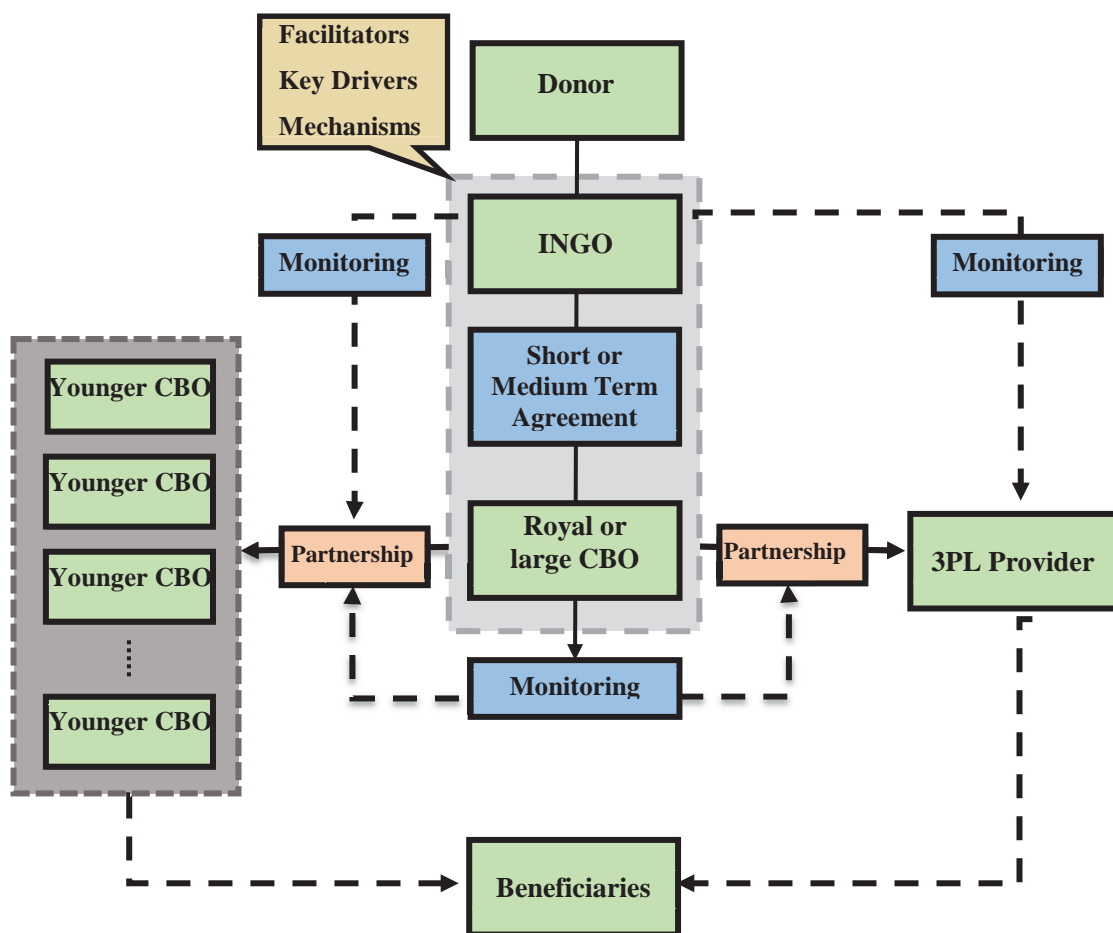 Facilitators
Key Drivers
Mechanisms
Donor
INGO
Monitoring
Monitoring
Short or
Medium Term
Agreement
Younger CBO
Younger CBO
Younger CBO
Younger CBO
Partnership
Royal or
large CBO
Partnership
3PL Provider
Monitoring
Beneficiaries